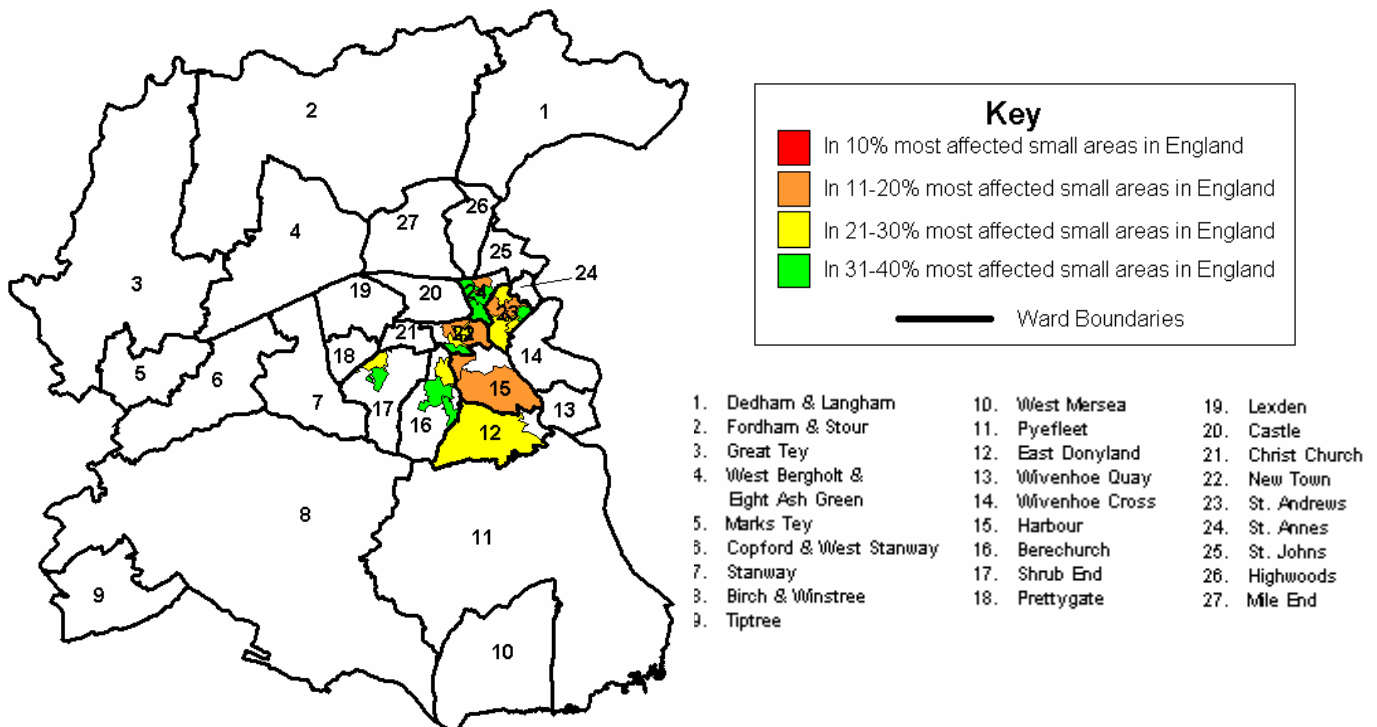 2
1
26
27
4
25
24
3
19
20
24
23
21
22
14
18
5
6
15
7
17
13
16
12
8
11
9
10
Key
In 10% most affected small areas in England
In 11-20% most affected small areas in England
In 21-30% most affected small areas in England
In 31-40% most affected small areas in England
Ward Boundaries
1. Dedham & Langham
2. Fordham & Stour
3. Great Tey
4. West Bergholt &
Eight Ash Green
5. Marks Tey
6. Copford & West Stanway
7. Stanway
8. Birch & Winstree
9. Tiptree
10. West Mersea
11. Pyefleet
12. East Donyland
13. Wivenhoe Quay
14. Wivenhoe Cross
15. Harbour
16. Berechurch
17. Shrub End
18. Prettygate
19. Lexden
20. Castle
21. Christ Church
22. New Town
23. St. Andrews
24. St. Annes
25. St. Johns
26. Highwoods
27. Mile End